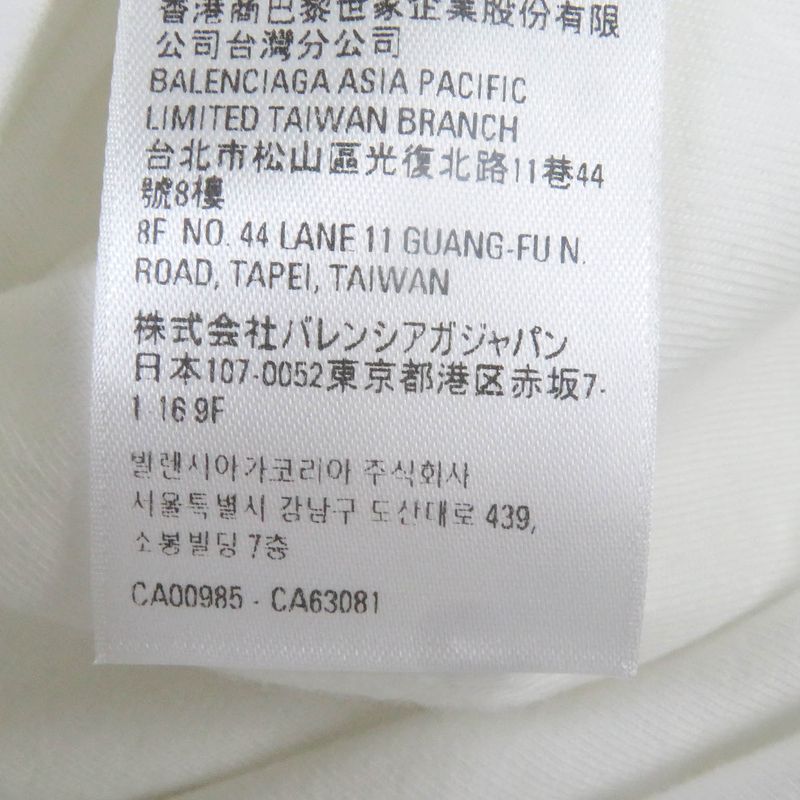 香港商巴黎世家企業股份有限
公司台灣分公司
BALENCIAGA ASIA PACIFIC
LIMITED TAIWAN BRANCH
台北市松山區光復北路11巷44
號8樓
8F NO. 44 LANE 11 GUANG-FU N.
ROAD, TAPEI, TAIWAN
株式会社バレンシアガジャパン
日本107-0052東京都港区赤坂7-
1 16 9F
발렌시아가코리아 주식회사
서울특별시 강남구 도산대로 439,
소봉빌딩 7층
CA00985 - CA63081